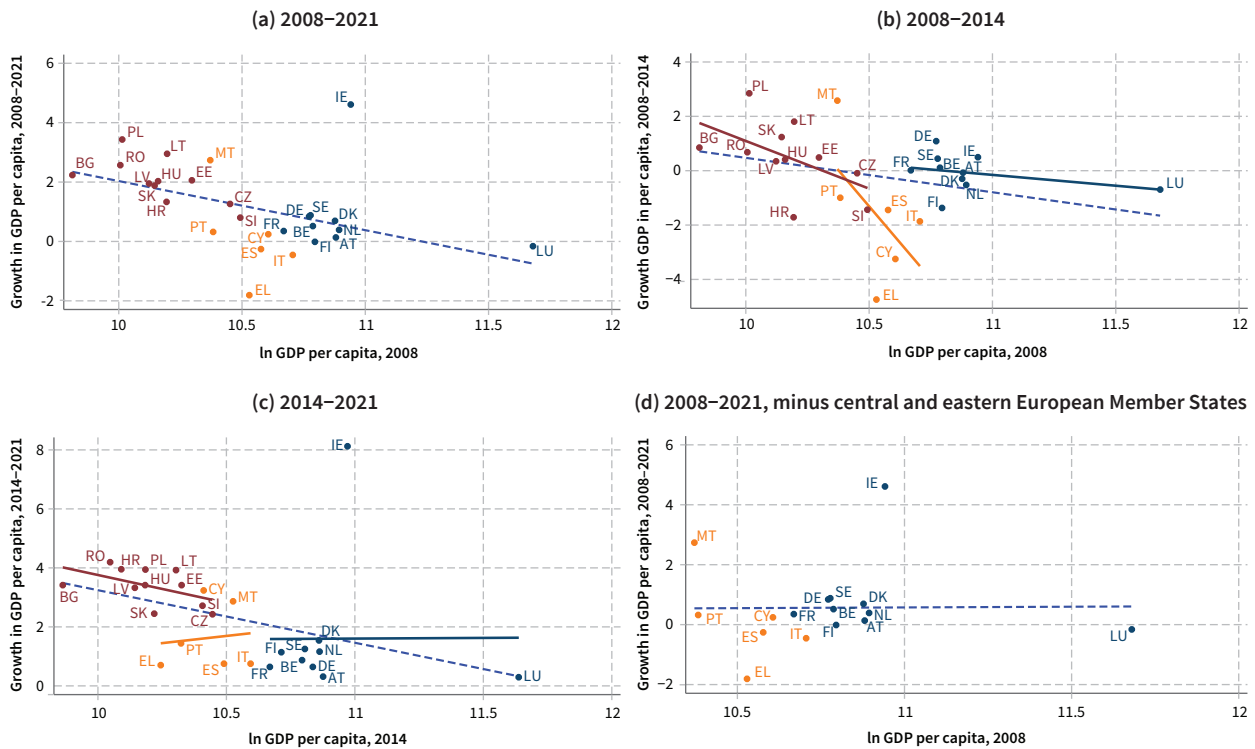 (a) 2008–2021
Growth in GDP per capita, 2008–2021
6
4
2
0
-2
IE
PL
LT
RO
MT
BG
LV
HU
EE
SK
HR
CZ
SI
PT
DE
SE
DK
FR
BE
NL
CY
ES
FI
AT
IT
LU
EL
10
10.5
11
11.5
12
ln GDP per capita, 2008
(b) 2008–2014
Growth GDP in per capita, 2008–2014
4
2
0
−2
−4
PL
MT
LT
SK
BG
RO
DE
HU
EE
SE
IE
LV
CZ
FR
BE
AT
DK
NL
LU
PT
ES
FI
HR
SI
IT
CY
EL
10
10.5
11
11.5
12
ln GDP per capita, 2008
(c) 2014–2021
Growth in GDP per capita, 2014–2021
8
6
4
2
0
IE
RO
HR
PL
LT
BG
LV
HU
EE
CY
MT
SK
SI
CZ
DK
PT
FI
SE
NL
EL
ES
IT
FR
BE
DE
AT
LU
10
10.5
11
11.5
12
ln GDP per capita, 2014
(d) 2008–2021, minus central and eastern European Member States
Growth in GDP per capita, 2008–2021
6
4
2
0
−2
IE
MT
DE
SE
DK
PT
CY
FR
BE
NL
ES
IT
FI
AT
LU
EL
10.5
11
11.5
12
ln GDP per capita, 2008